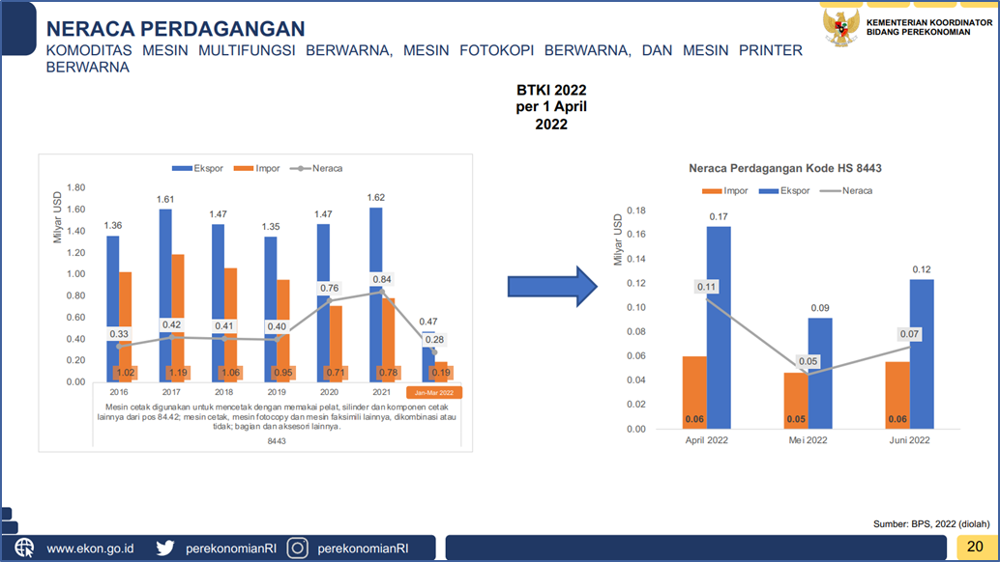 NERACA PERDAGANGAN
KOMODITAS MESIN MULTIFUNGSI BERWARNA, MESIN FOTOKOPI BERWARNA, DAN MESIN PRINTER
BERWARNA
KEMENTERIAN KOORDINATOR
BIDANG PEREKONOMIAN
BTKI 2022
per 1 April
2022
Ekspor Impor Neraca
Milyar USD
1.80
1.60
1.40
1.20
1.00
0.80
0.60
0.40
0.20
0.00
1.36 1.61 1.47 1.35 1.47 1.62 0.47
0.33 0.42 0.41 0.40 0.76 0.84 0.28
1.02 1.19 1.06 0.95 0.71 0.78 0.19
2016 2017 2018 2019 2020 2021 Jan-Mar 2022
Mesin cetak digunakan untuk mencetak dengan memakai pelat, silinder dan komponen cetak
lainnya dari pos 84.42; mesin cetak, mesin fotocopy dan mesin faksimili lainnya, dikombinasi atau
tidak; bagian dan aksesori lainnya.
8443
Neraca Perdagangan Kode HS 8443
Impor Ekspor Neraca
Milyar USD
0.18
0.16
0.14
0.12
0.10
0.08
0.06
0.04
0.02
0.00
0.17 0.09 0.12
0.11 0.05 0.07
0.06 0.05 0.06
April 2022 Mei 2022 Juni 2022
Sumber: BPS, 2022 (diolah)
www.ekon.go.id perekonomianRI perekonomianRI
20